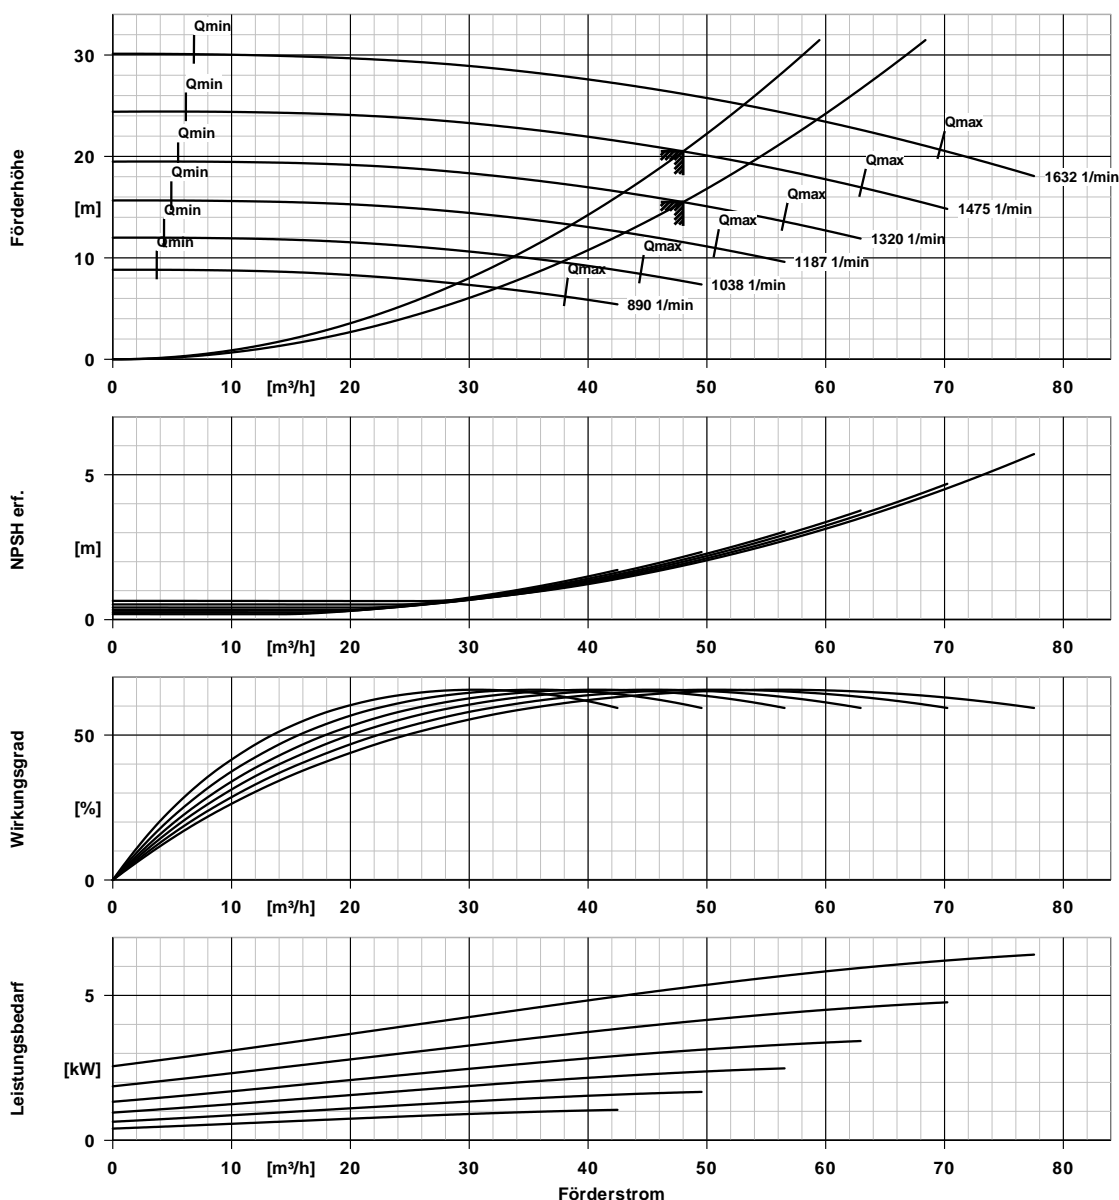 Qmin
30
Qmin
Qmax
Qmin
Qmax
20
Qmin
1632 1/min
[m]
Qmax
Qmin
1475 1/min
Qmax
Qmin
1320 1/min
Qmax
1187 1/min
10
Qmax
1038 1/min
890 1/min
0
Förderhöhe
0 10 [m³/h] 20 30 40 50 60 70 80
5
[m]
0
NPSH erf.
0 10 [m³/h] 20 30 40 50 60 70 80
50
[%]
0
Wirkungsgrad
0 10 [m³/h] 20 30 40 50 60 70 80
5
[kW]
0
Leistungsbedarf
0 10 [m³/h] 20 30 40 50 60 70 80
Förderstrom